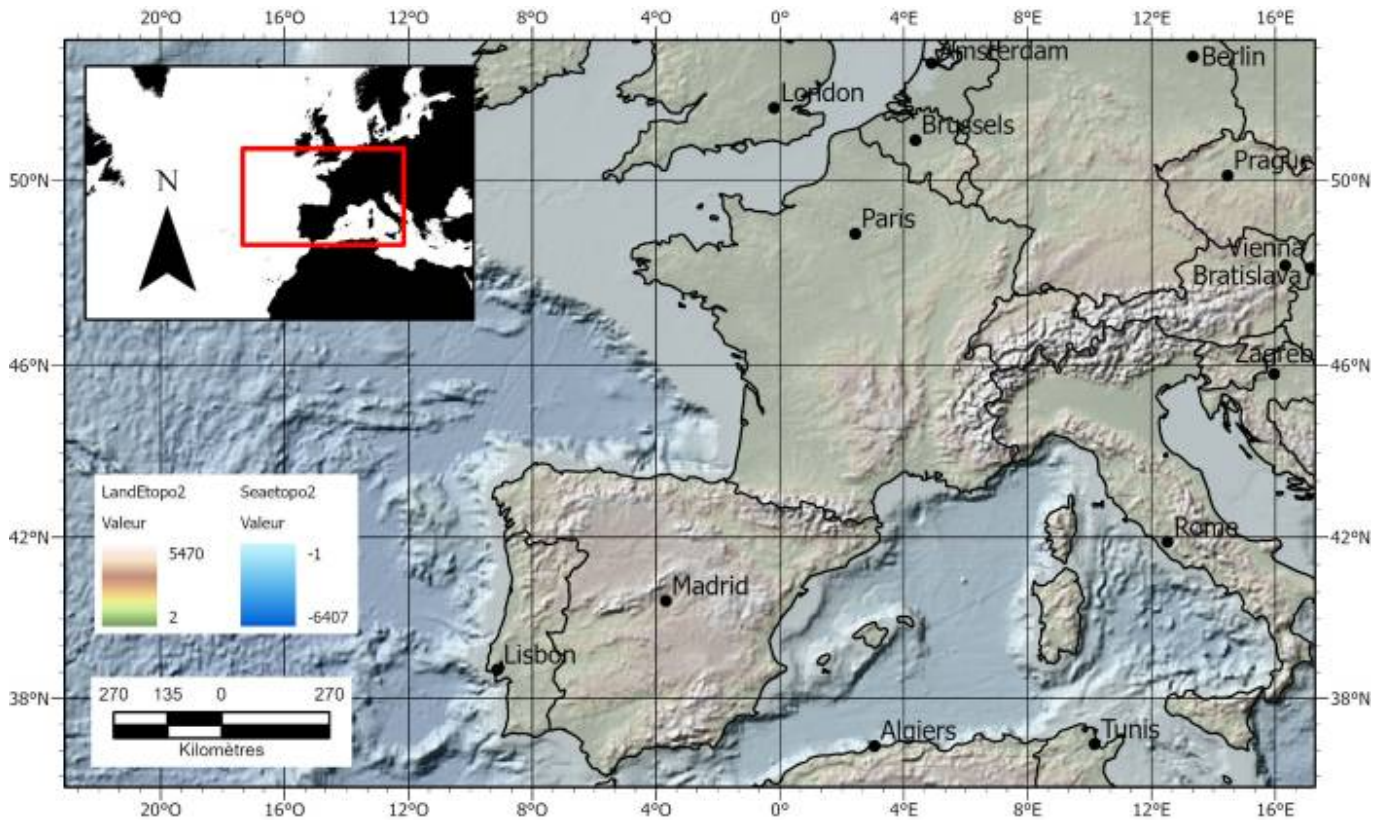 20°O 16°O 12°O 8°O 4°O 0° 4°E 8°E 12°E 16°E
Amsterdam
Berlin
London
Brussels
N
Prague
50°N 50°N
Paris
Vienna
Bratislava
46°N 46°N
Zagreb
LandEtopo2 Seaetopo2
Valeur Valeur
5470 -1
2 -6407
42°N 42°N
Rome
Madrid
Lisbon
270 135 0 270
Kilomètres
38°N 38°N
Algiers Tunis
20°O 16°O 12°O 8°O 4°O 0° 4°E 8°E 12°E 16°E